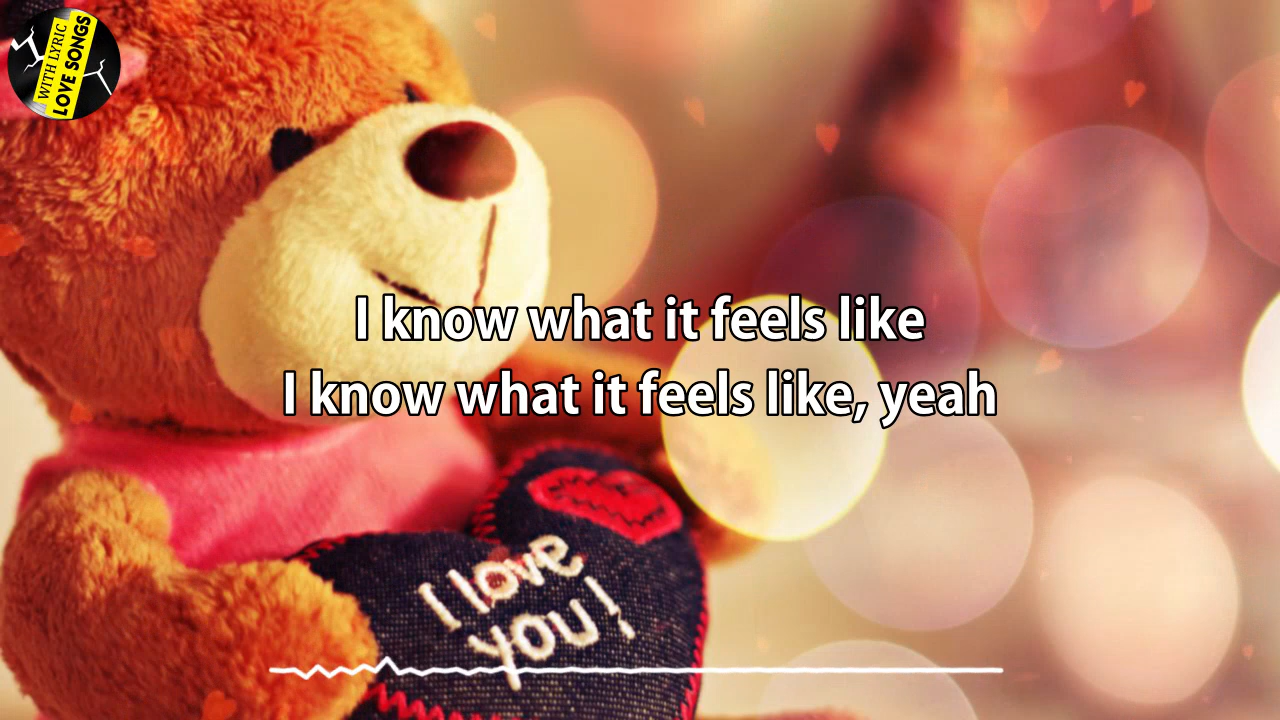 WITH LYRIC
LOVE SONGS
I know what it feels like
I know what it feels like, yeah
I love
you!